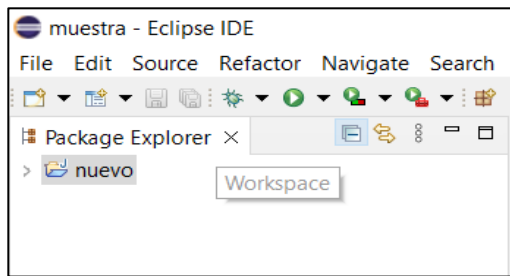 muestra - Eclipse IDE
File Edit Source Refactor Navigate Search
Package Explorer
nuevo
Workspace